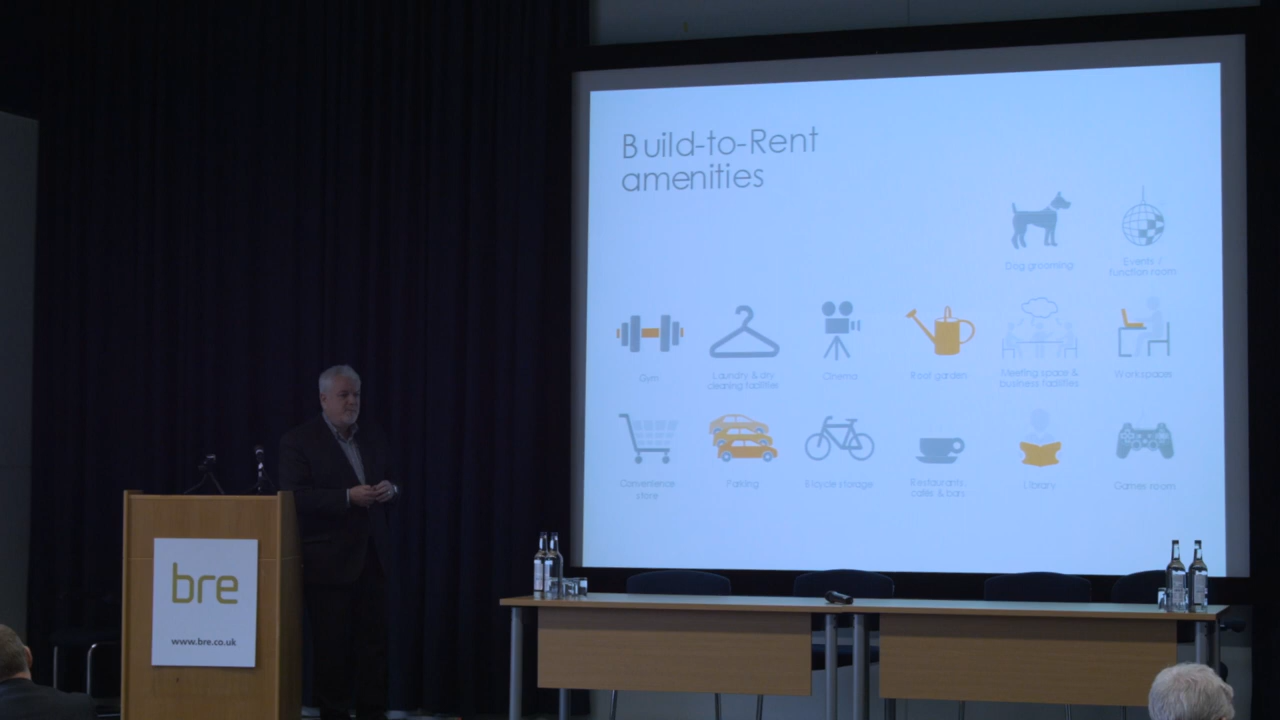 Build-to-Rent
amenities
Dog grooming
Events /
function room
Gym
Laundry & dry
cleaning facilities
Cinema
Roof garden
Meeting space &
business facilities
Workspace
Convenience
store
Parking
Bicycle storage
Restaurants,
cafés & bars
Library
Games room
bre
www.bre.co.uk